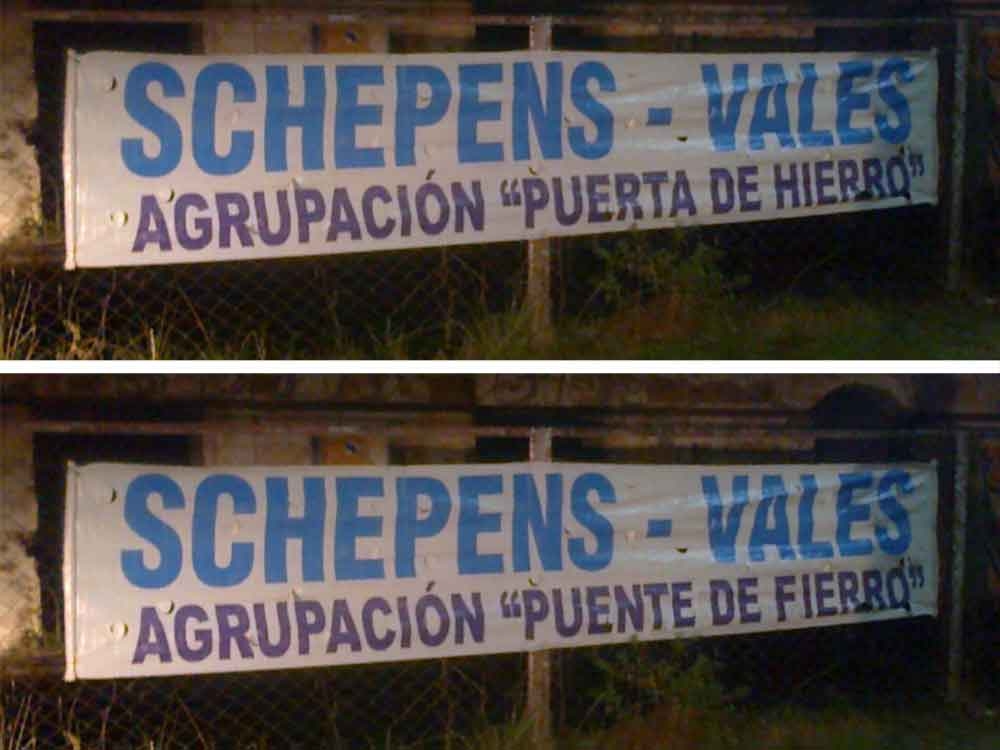 SCHEPENS - VALES
AGRUPACIÓN “PUERTA DE HIERRO”
SCHEPENS - VALES
AGRUPACIÓN “PUENTE DE FIERRO”